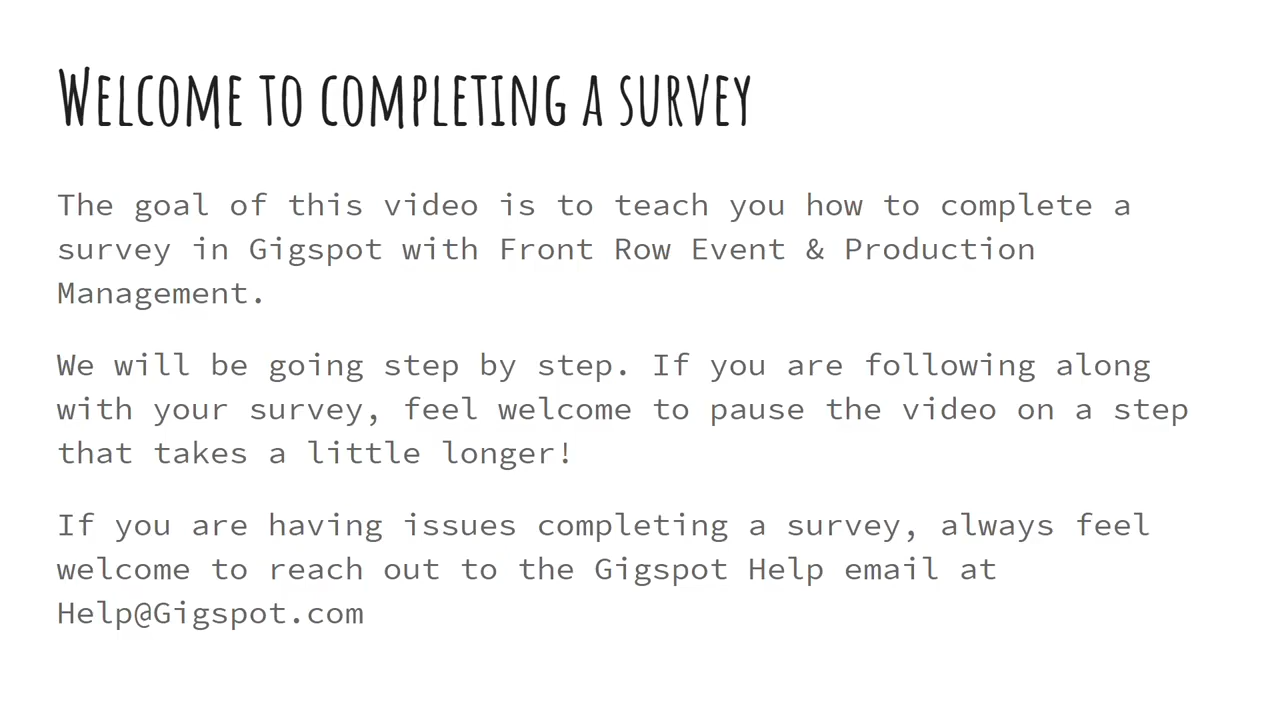 Welcome to completing a survey
The goal of this video is to teach you how to complete a
survey in Gigspot with Front Row Event & Production
Management.
We will be going step by step. If you are following along
with your survey, feel welcome to pause the video on a step
that takes a little longer!
If you are having issues completing a survey, always feel
welcome to reach out to the Gigspot Help email at
Help@Gigspot.com